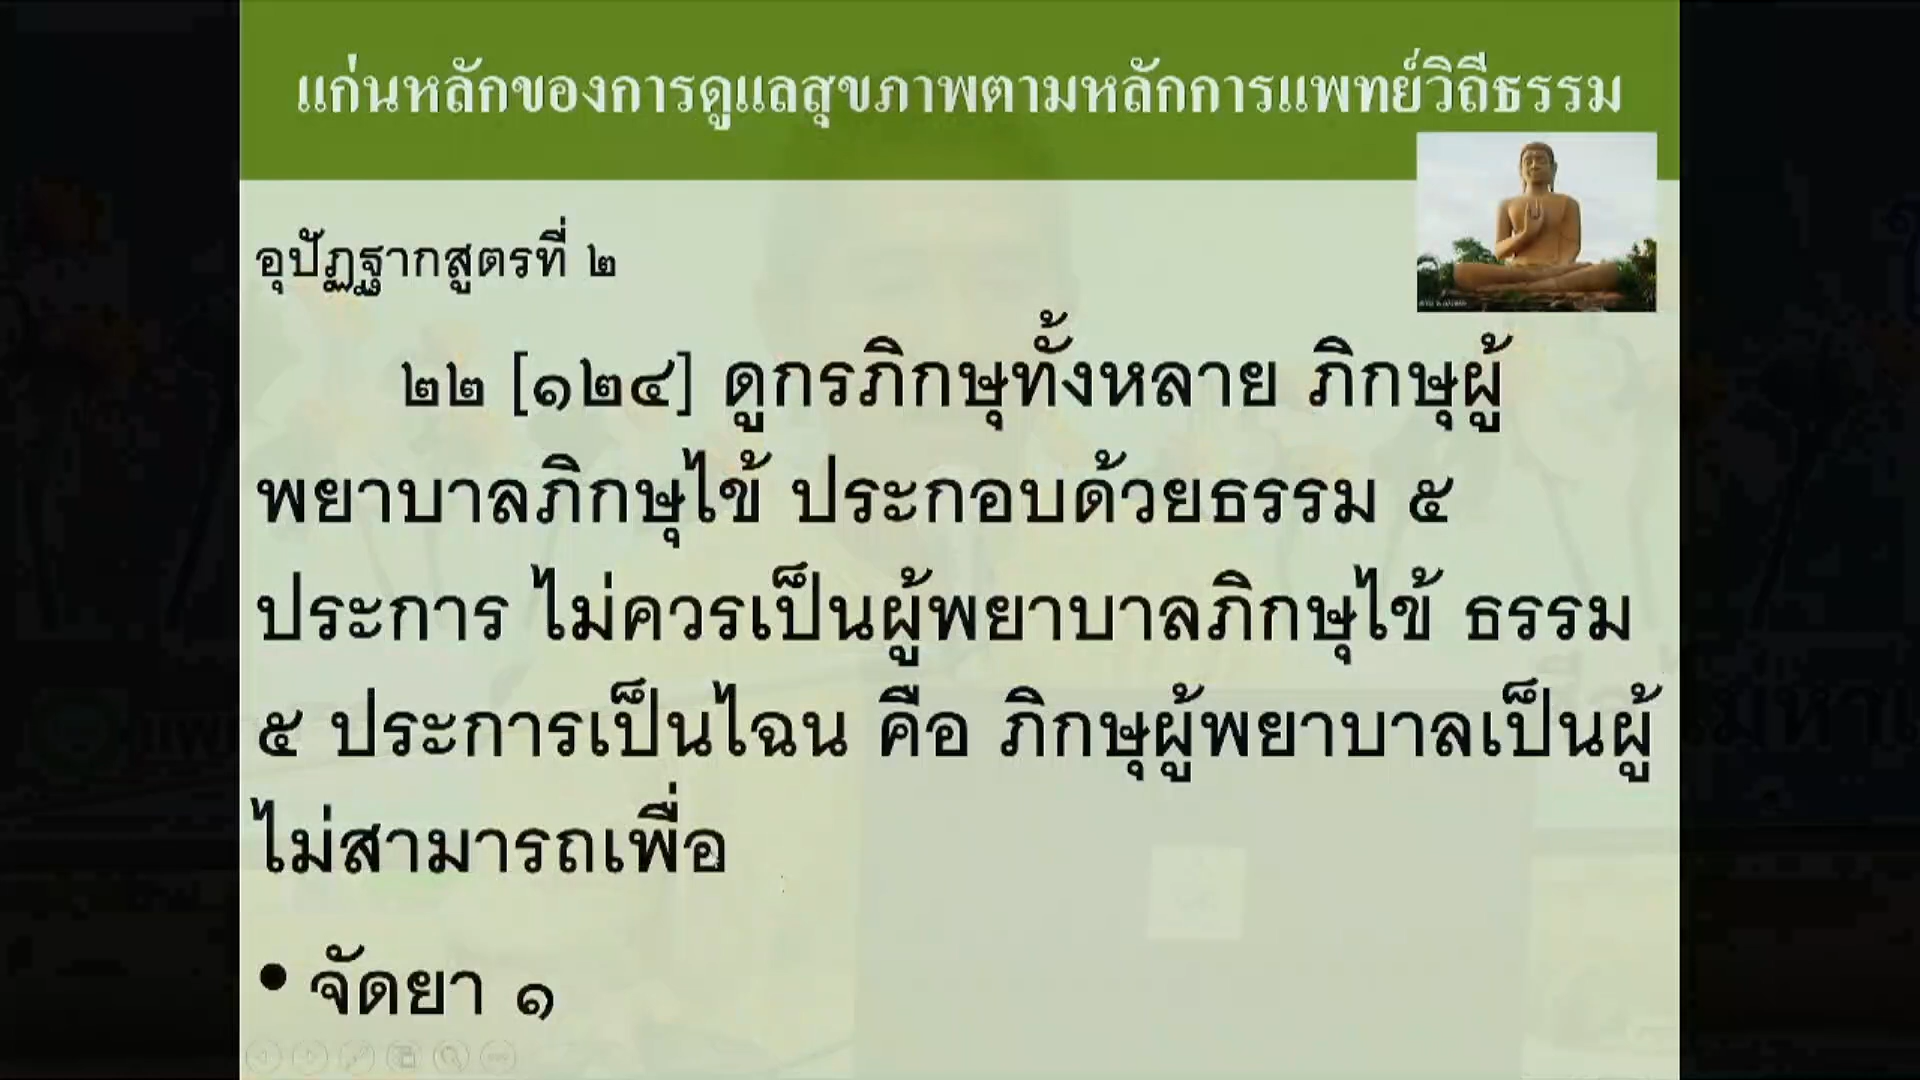 แก่นหลักของการดูแลสุขภาพตามหลักการแพทย์วิถีธรรม
อุปัฏฐากสูตรที่ ๒
๒๒ [๑๒๔] ดูกรภิกษุทั้งหลาย ภิกษุผู้
พยาบาลภิกษุไข้ ประกอบด้วยธรรม ๕
ประการ ไม่ควรเป็นผู้พยาบาลภิกษุไข้ ธรรม
๕ ประการเป็นไฉน คือ ภิกษุผู้พยาบาลเป็นผู้
ไม่สามารถเพื่อ
• จัดยา ๑